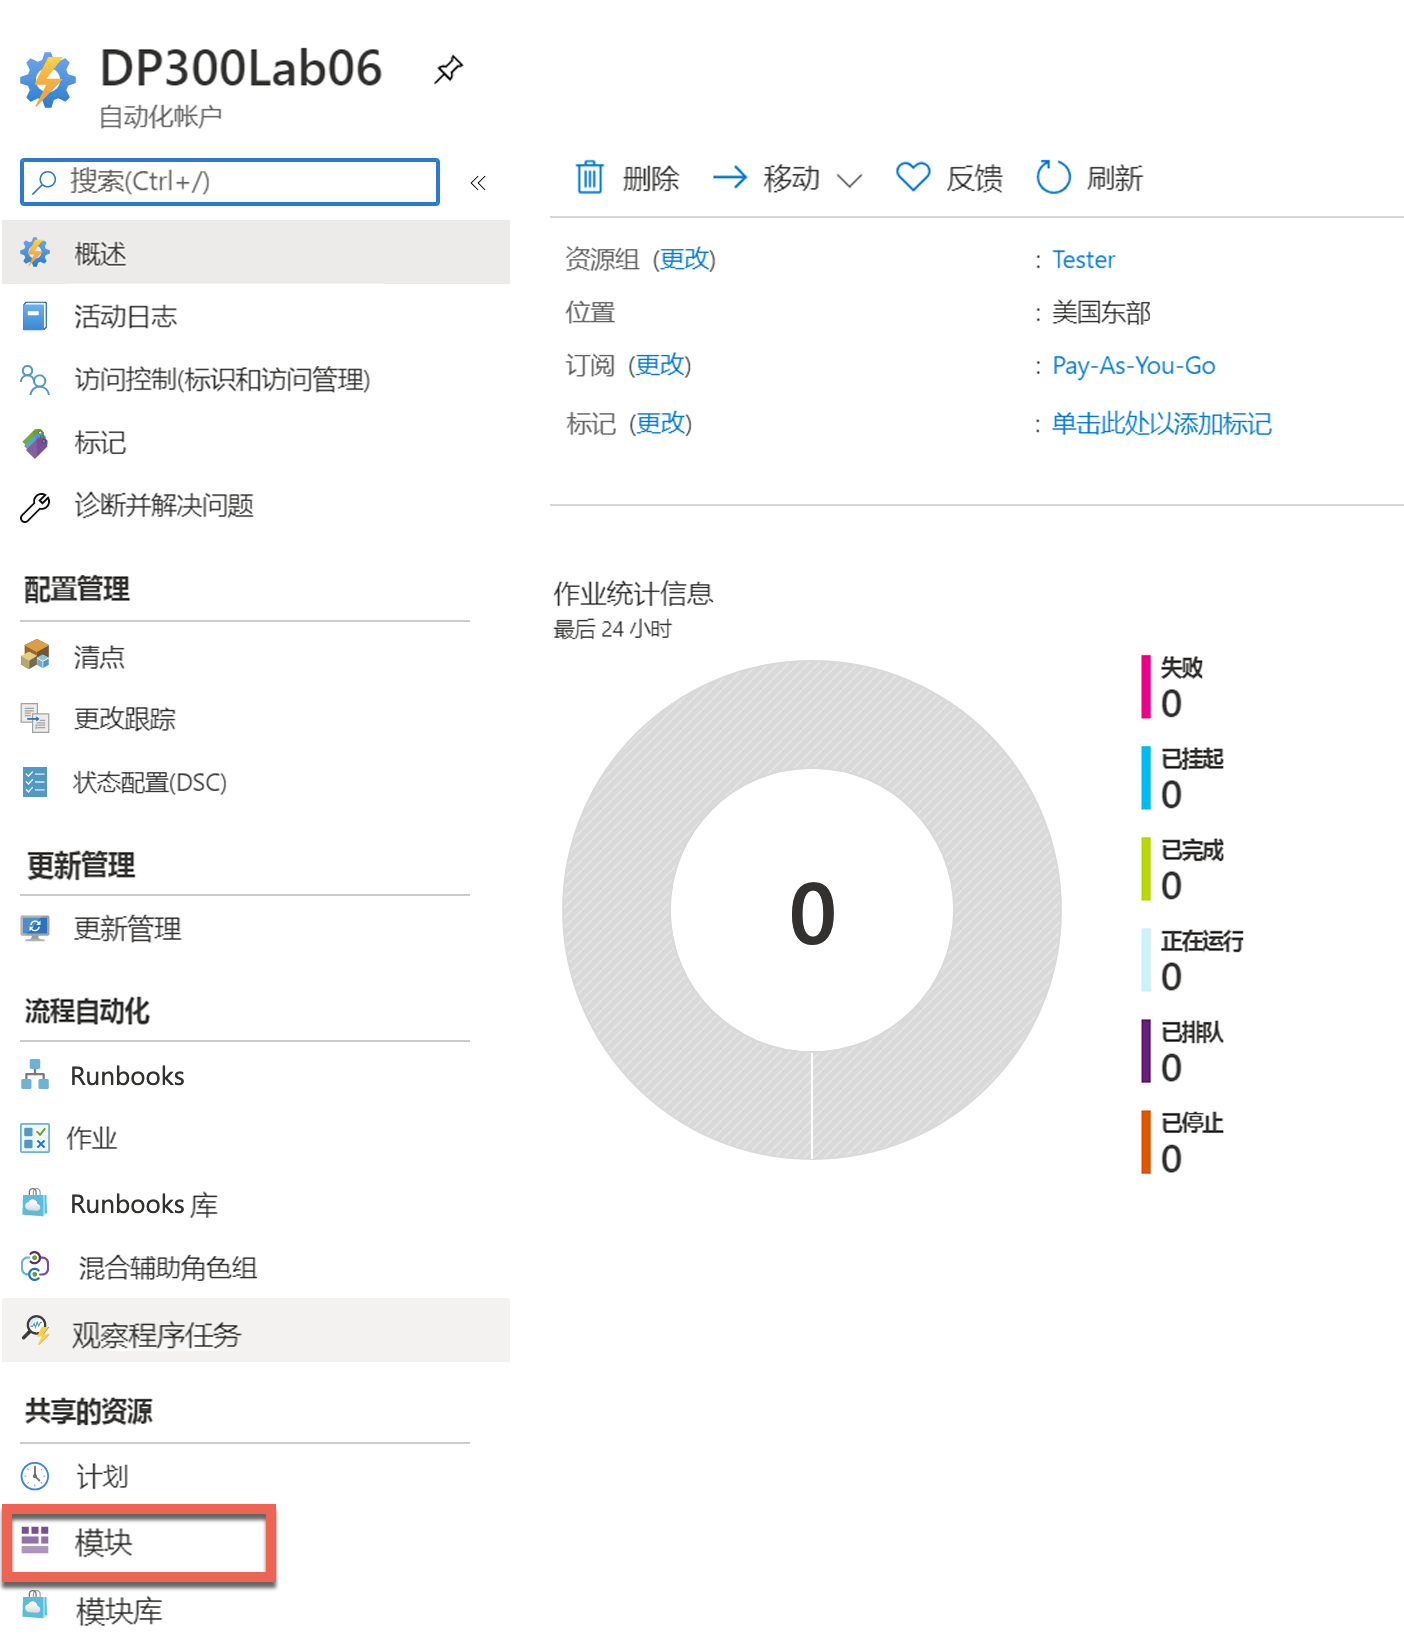 DP300Lab06
自动化帐户
搜索(Ctrl+/)
«
概述
活动日志
访问控制(标识和访问管理)
标记
诊断并解决问题
配置管理
清点
更改跟踪
状态配置(DSC)
更新管理
更新管理
流程自动化
Runbooks
作业
Runbooks 库
混合辅助角色组
观察程序任务
共享的资源
计划
模块
模块库
删除 移动 反馈 刷新
资源组 (更改) : Tester
位置 : 美国东部
订阅 (更改) : Pay-As-You-Go
标记 (更改) : 单击此处以添加标记
作业统计信息
最后 24 小时
0
失败
0
已挂起
0
已完成
0
正在运行
0
已排队
0
已停止
0